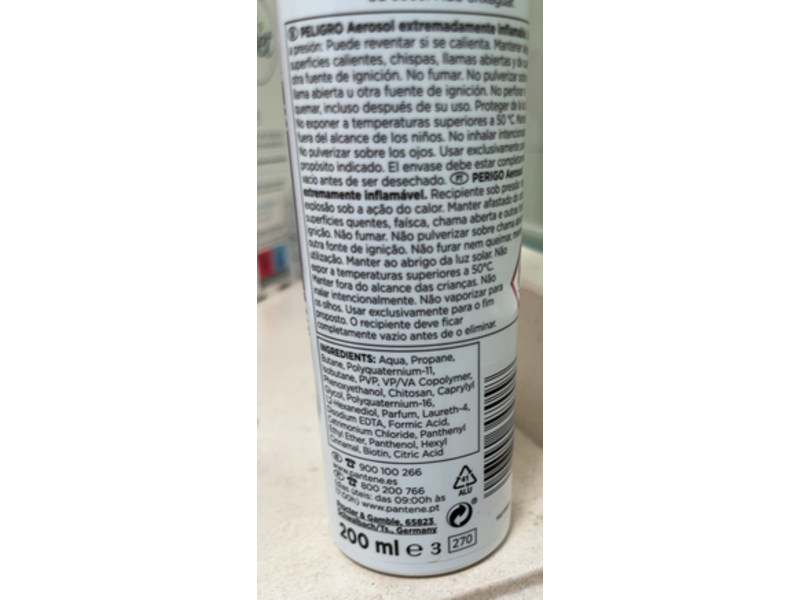 PELIGRO Aerosol extremadamente inflamable
a presión: Puede reventar si se calienta. Mantener
superficies calientes, chispas, llamas abiertas y de
otra fuente de ignición. No fumar. No pulverizar
llama abierta u otra fuente de ignición. No perforar
quemar, incluso después de su uso. Proteger de la
No exponer a temperaturas superiores a 50 °C.
fuera del alcance de los niños. No inhalar
No pulverizar sobre los ojos. Usar exclusivamente
propósito indicado. El envase debe estar
vacío antes de ser desechado. PT PERIGO Aerosol
extremamente inflamável. Recipiente sob pressão
explosão sob a ação do calor. Manter afastado do
superfícies quentes, faísca, chama aberta e outras
ignição. Não fumar. Não pulverizar sobre chama
outra fonte de ignição. Não furar nem queimar,
utilização. Manter ao abrigo da luz solar. Não
expor a temperaturas superiores a 50°C.
Manter fora do alcance das crianças. Não
inalar intencionalmente. Não vaporizar para
os olhos. Usar exclusivamente para o fim
proposto. O recipiente deve ficar
completamente vazio antes de o eliminar.
INGREDIENTS: Aqua, Propane,
Butane, Polyquaternium-11,
Isobutane, PVP, VP/VA Copolymer,
Phenoxyethanol, Chitosan, Caprylyl
Glycol, Polyquaternium-16,
Hexanediol, Parfum, Laureth-4,
Disodium EDTA, Formic Acid,
Cetrimonium Chloride, Panthenyl
Ethyl Ether, Panthenol, Hexyl
Cinnamal, Biotin, Citric Acid
900 100 266
www.pantene.es
800 200 766
(dias úteis: das 09:00h às
www.pantene.pt
Procter & Gamble, 65823
Schwalbach/Ts., Germany
200 ml e 3 270
41
ALU